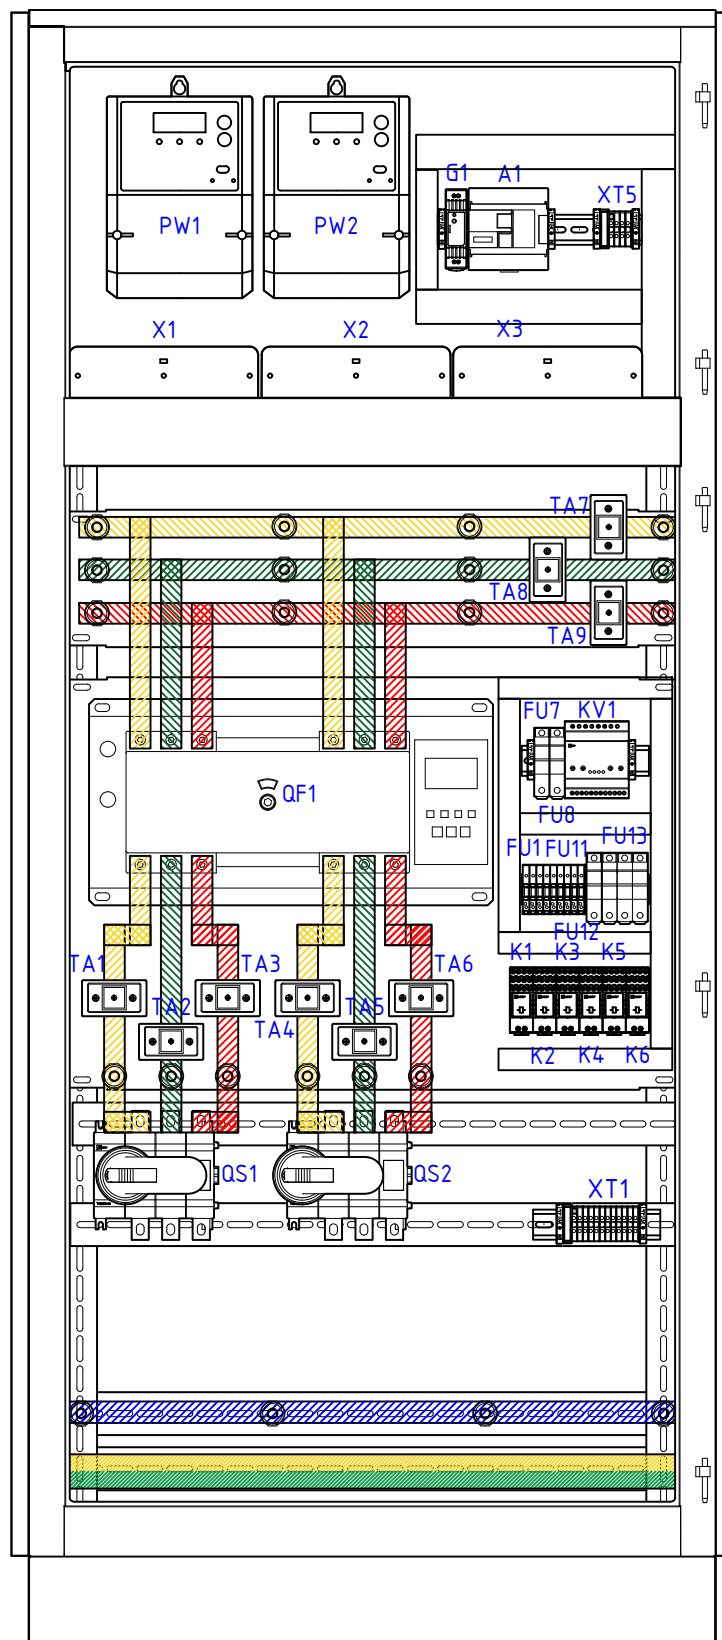 G1 A1
XT5
PW1 PW2
X1 X2 X3
TA7
TA8
TA9
FU7 KV1
QF1
FU8
FU13
FU1 FU11
FU12
K1 K3 K5
TA1 TA3 TA6
TA2 TA4 TA5
K2 K4 K6
QS1 QS2
XT1